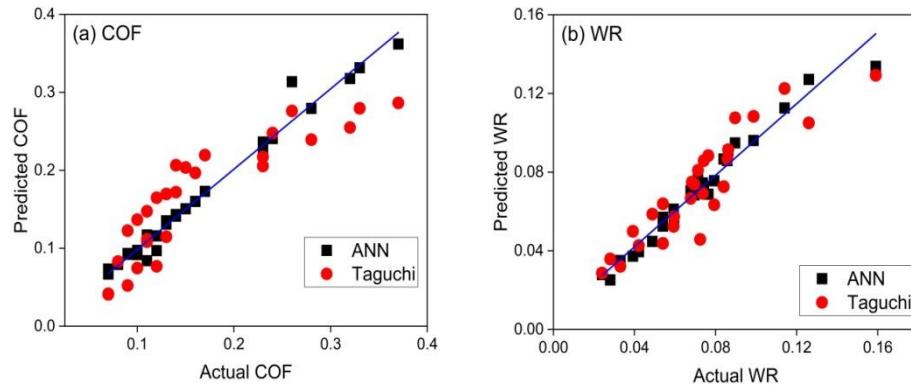 (a) COF
0.4
0.3
0.2
0.1
0.0
Predicted COF
ANN
Taguchi
0.1
0.2
0.3
0.4
Actual COF
(b) WR
0.16
0.12
0.08
0.04
0.00
Predicted WR
ANN
Taguchi
0.00
0.04
0.08
0.12
0.16
Actual WR